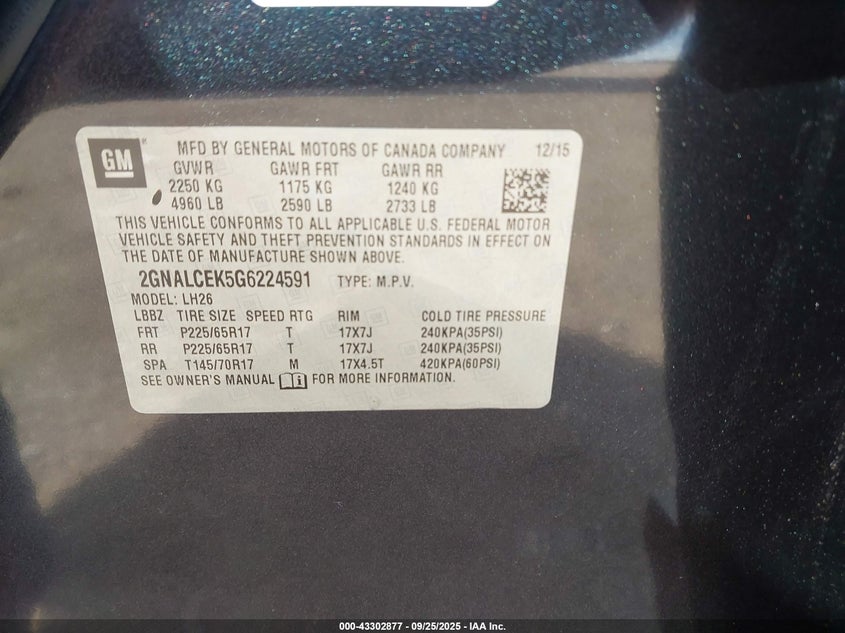 GM
MFD BY GENERAL MOTORS OF CANADA COMPANY 12/15
GVWR GAWR FRT GAWR RR
2250 KG 1175 KG 1240 KG
4960 LB 2590 LB 2733 LB
THIS VEHICLE CONFORMS TO ALL APPLICABLE U.S. FEDERAL MOTOR
VEHICLE SAFETY AND THEFT PREVENTION STANDARDS IN EFFECT ON
THE DATE OF MANUFACTURE SHOWN ABOVE.
2GNALCEK5G6224591 TYPE: M.P.V.
MODEL: LH26
LBBZ TIRE SIZE SPEED RTG RIM COLD TIRE PRESSURE
FRT P225/65R17 T 17X7J 240KPA(35PSI)
RR P225/65R17 T 17X7J 240KPA(35PSI)
SPA T145/70R17 M 17X4.5T 420KPA(60PSI)
SEE OWNER'S MANUAL FOR MORE INFORMATION.
000-43302877 - 09/25/2025 - IAA Inc.